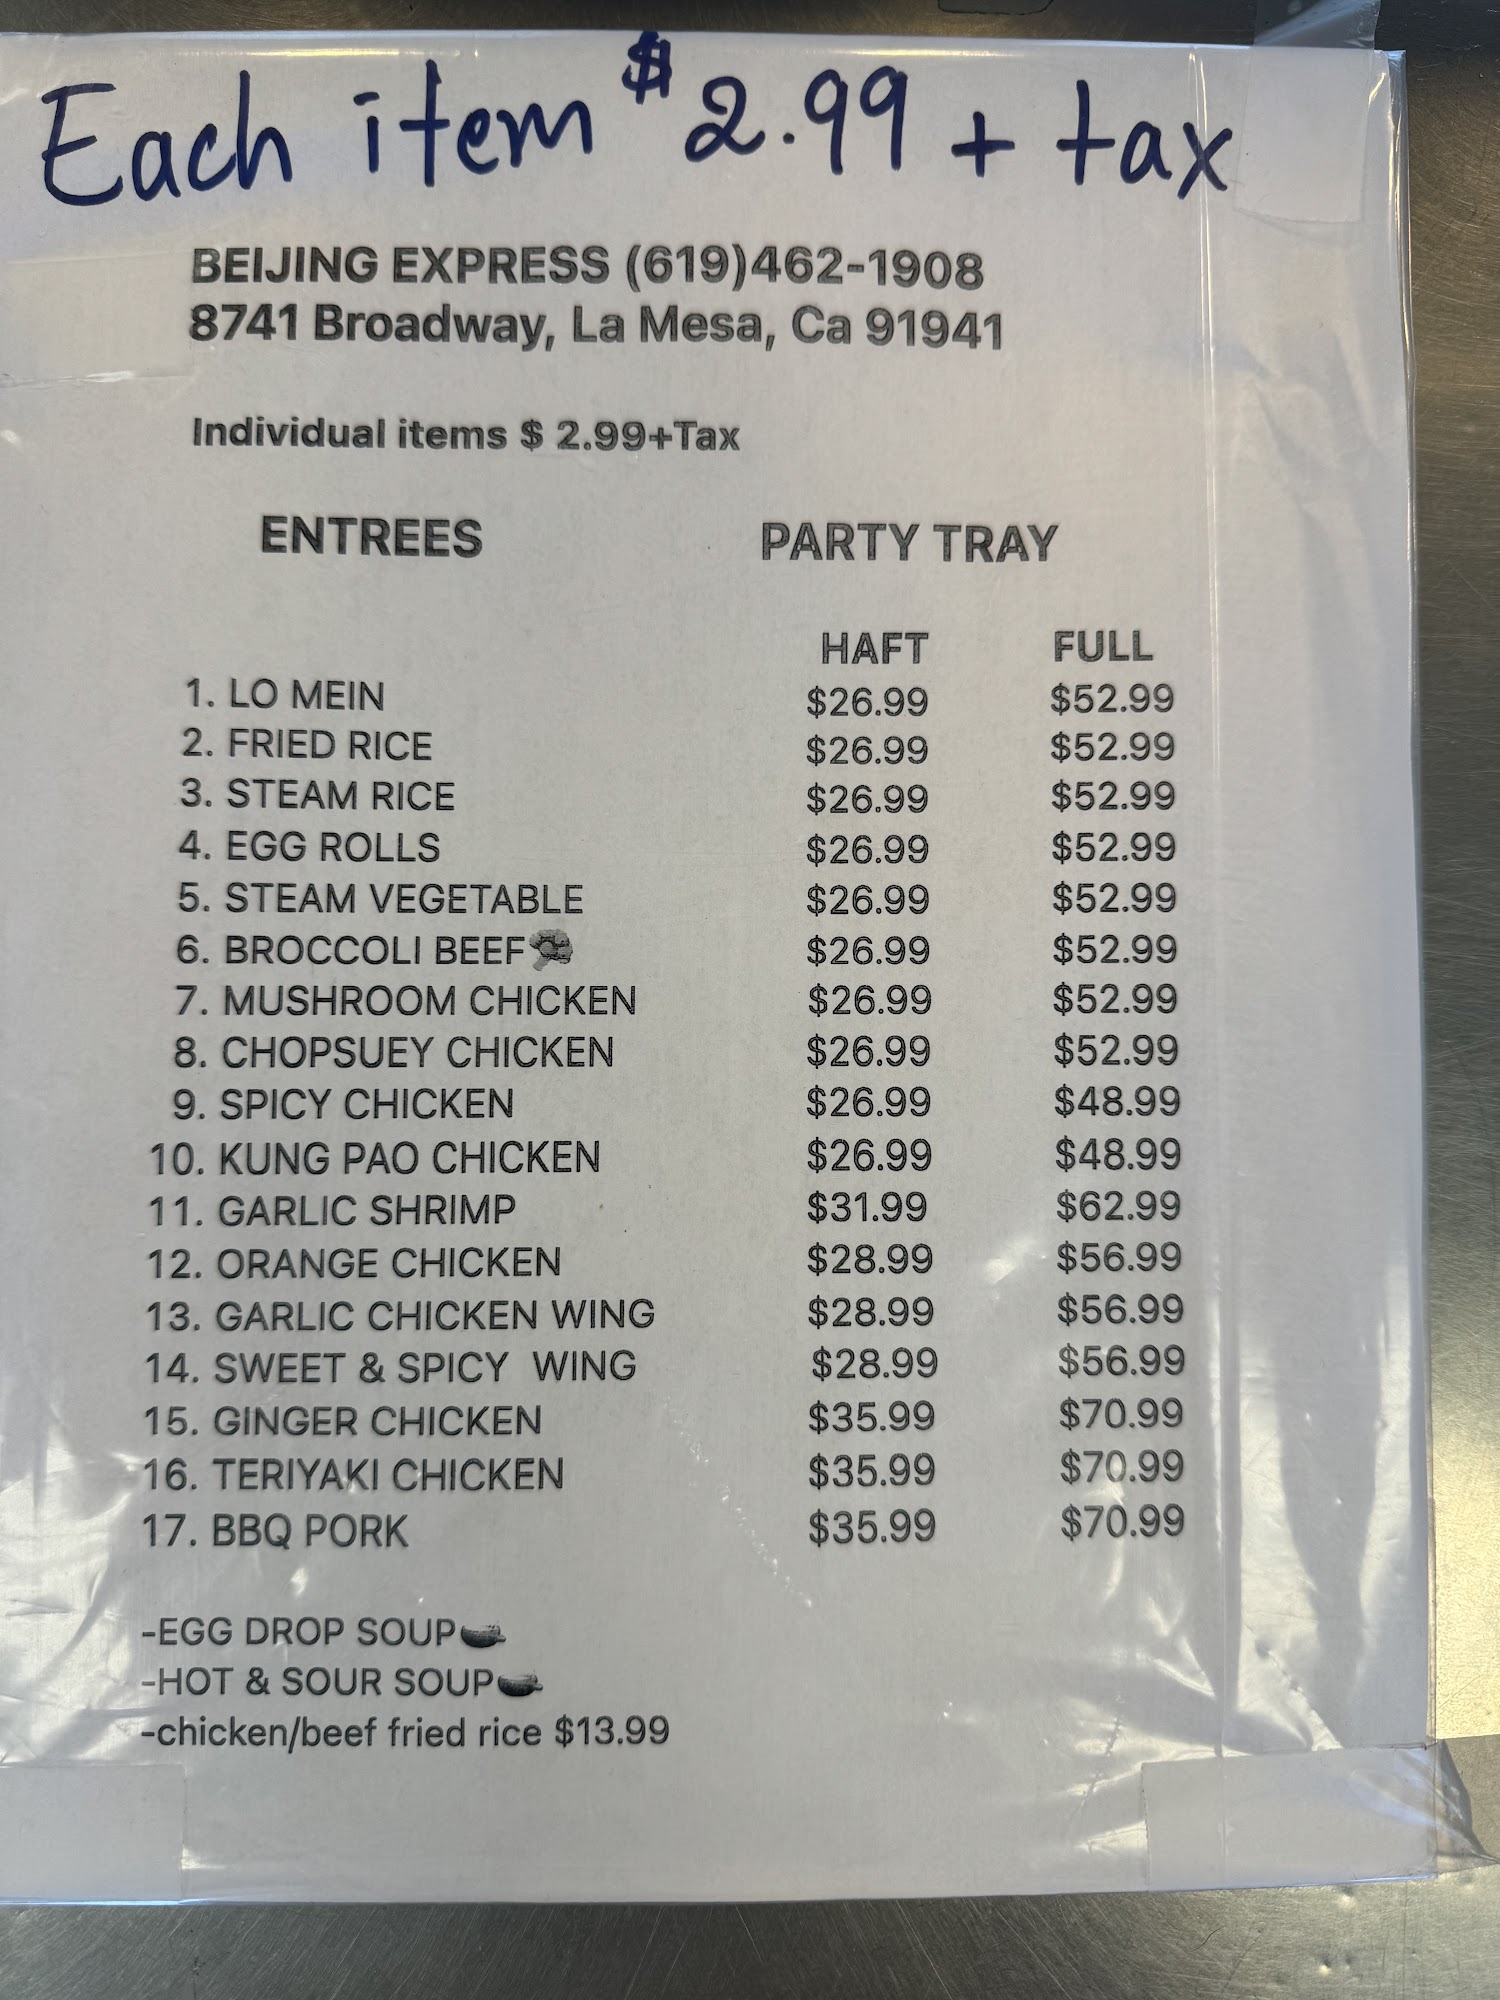 Each item $2.99 + tax
BEIJING EXPRESS (619)462-1908
8741 Broadway, La Mesa, Ca 91941
Individual items $ 2.99+Tax
ENTREES PARTY TRAY
HAFT FULL
1. LO MEIN $26.99 $52.99
2. FRIED RICE $26.99 $52.99
3. STEAM RICE $26.99 $52.99
4. EGG ROLLS $26.99 $52.99
5. STEAM VEGETABLE $26.99 $52.99
6. BROCCOLI BEEF🥦 $26.99 $52.99
7. MUSHROOM CHICKEN $26.99 $52.99
8. CHOPSUEY CHICKEN $26.99 $52.99
9. SPICY CHICKEN $26.99 $48.99
10. KUNG PAO CHICKEN $26.99 $48.99
11. GARLIC SHRIMP $31.99 $62.99
12. ORANGE CHICKEN $28.99 $56.99
13. GARLIC CHICKEN WING $28.99 $56.99
14. SWEET & SPICY WING $28.99 $56.99
15. GINGER CHICKEN $35.99 $70.99
16. TERIYAKI CHICKEN $35.99 $70.99
17. BBQ PORK $35.99 $70.99
-EGG DROP SOUP
-HOT & SOUR SOUP
-chicken/beef fried rice $13.99